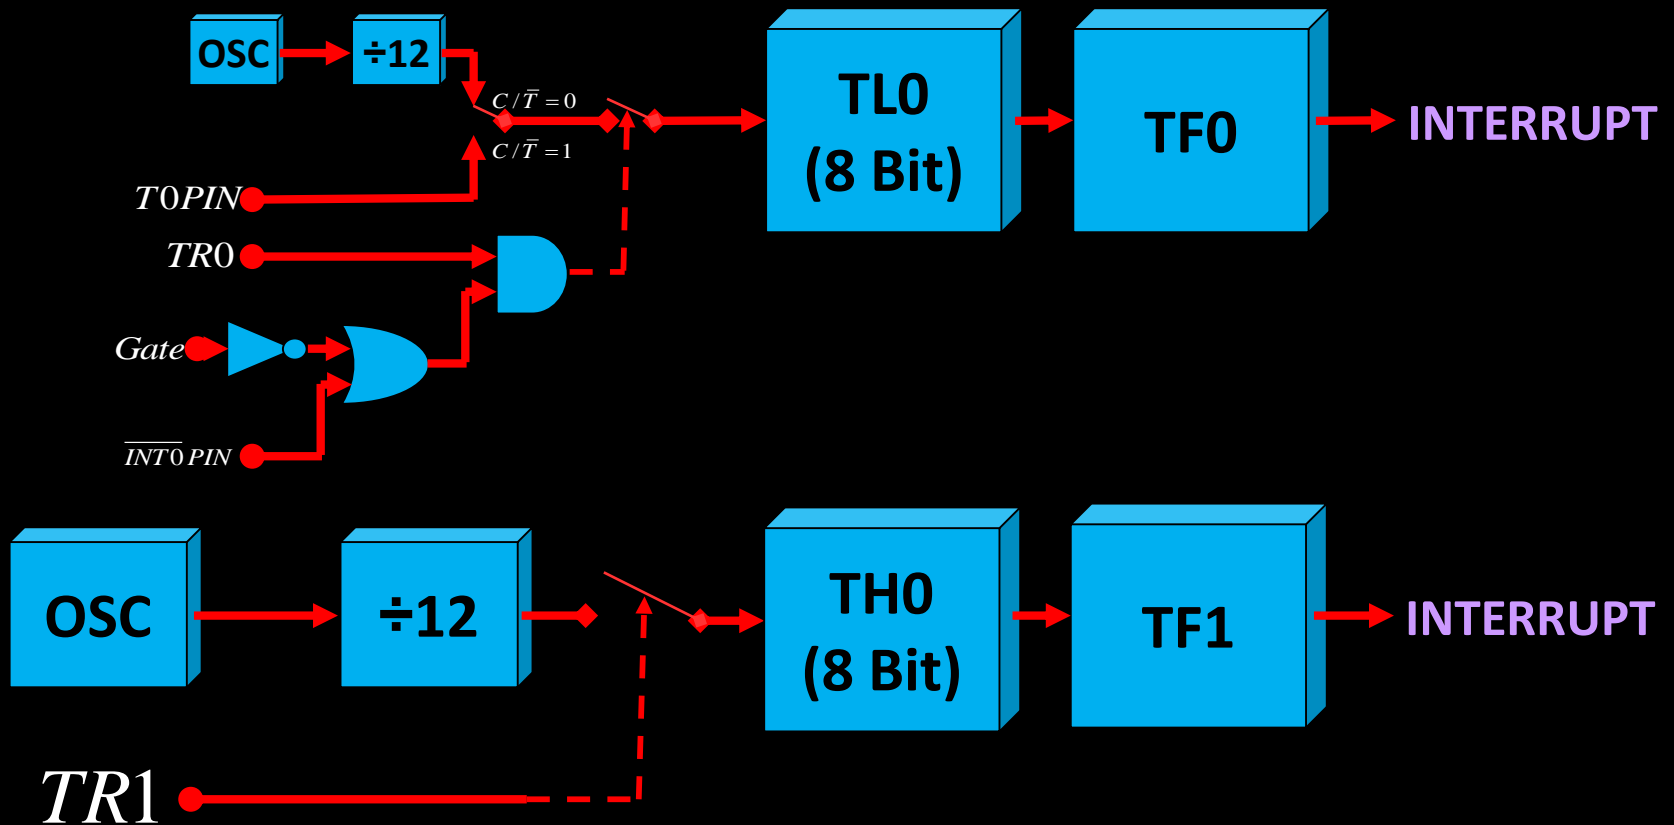 OSC
÷12
C / T̅ = 0
C / T̅ = 1
TL0
(8 Bit)
TF0
INTERRUPT
T0PIN
TR0
Gate
I̅N̅T̅0̅ PIN
OSC
÷12
TH0
(8 Bit)
TF1
INTERRUPT
TR1